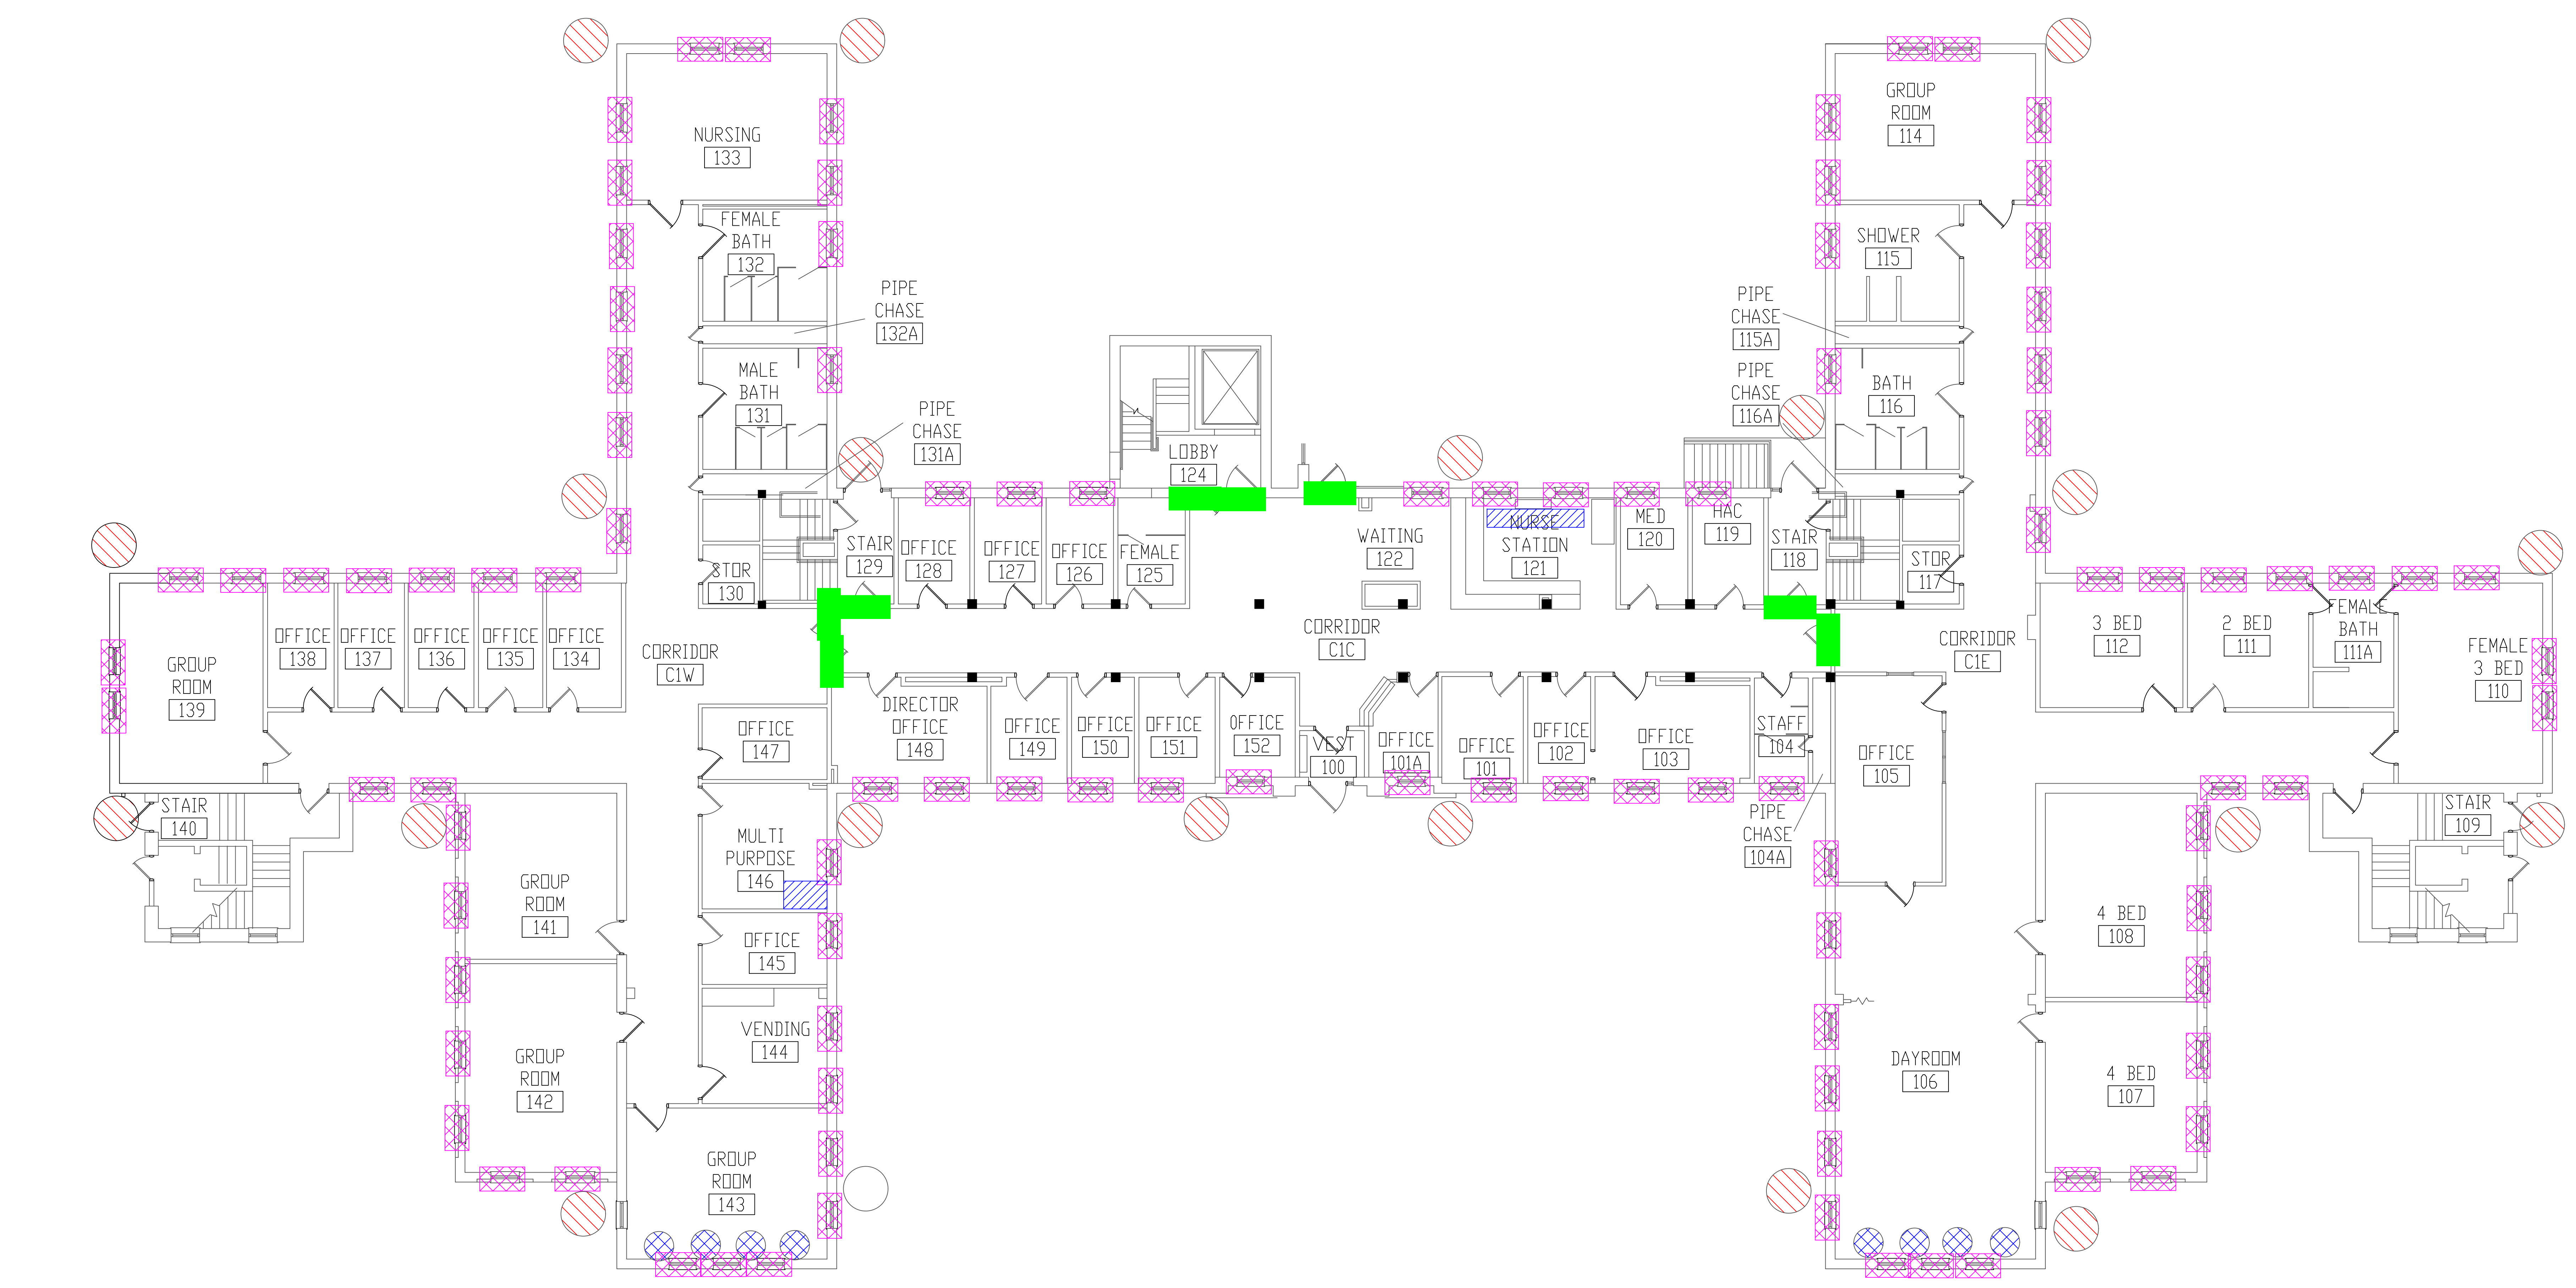 NURSING
133
GROUP
ROOM
114
FEMALE
BATH
132
SHOWER
115
PIPE
CHASE
132A
PIPE
CHASE
115A
MALE
BATH
131
PIPE
CHASE
116A
BATH
116
PIPE
CHASE
131A
LOBBY
124
STAIR
129
OFFICE
128
OFFICE
127
OFFICE
126
FEMALE
125
WAITING
122
NURSE
STATION
121
MED
120
HAC
119
STAIR
118
STOR
117
STOR
130
GROUP
ROOM
139
OFFICE
138
OFFICE
137
OFFICE
136
OFFICE
135
OFFICE
134
CORRIDOR
C1W
CORRIDOR
C1C
CORRIDOR
C1E
3 BED
112
2 BED
111
FEMALE
BATH
111A
FEMALE
3 BED
110
OFFICE
147
DIRECTOR
OFFICE
148
OFFICE
149
OFFICE
150
OFFICE
151
OFFICE
152
VEST
100
OFFICE
101A
OFFICE
101
OFFICE
102
OFFICE
103
STAFF
104
OFFICE
105
STAIR
140
PIPE
CHASE
104A
STAIR
109
MULTI
PURPOSE
146
GROUP
ROOM
141
4 BED
108
OFFICE
145
VENDING
144
GROUP
ROOM
142
DAYROOM
106
4 BED
107
GROUP
ROOM
143